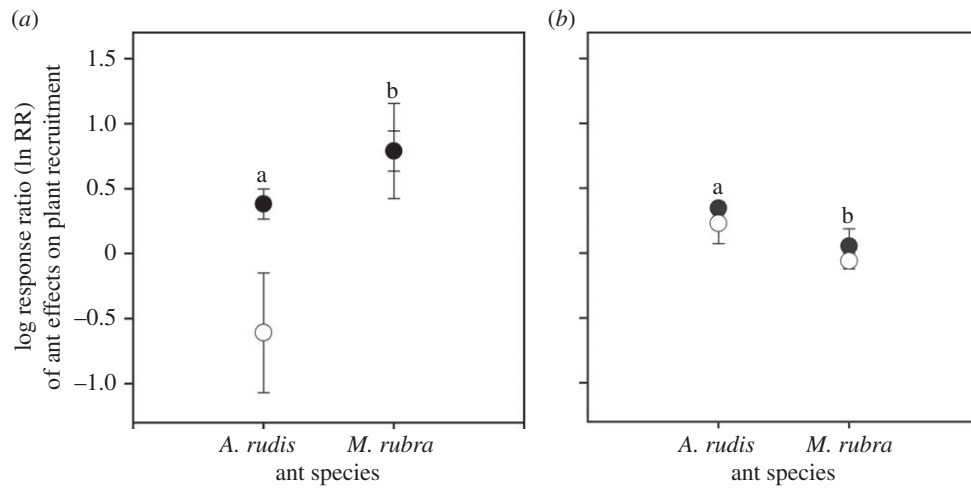 (a)
(b)
log response ratio (ln RR)
of ant effects on plant recruitment
1.5
1.0
0.5
0
–0.5
–1.0
a
b
a
b
A. rudis
M. rubra
ant species
A. rudis
M. rubra
ant species